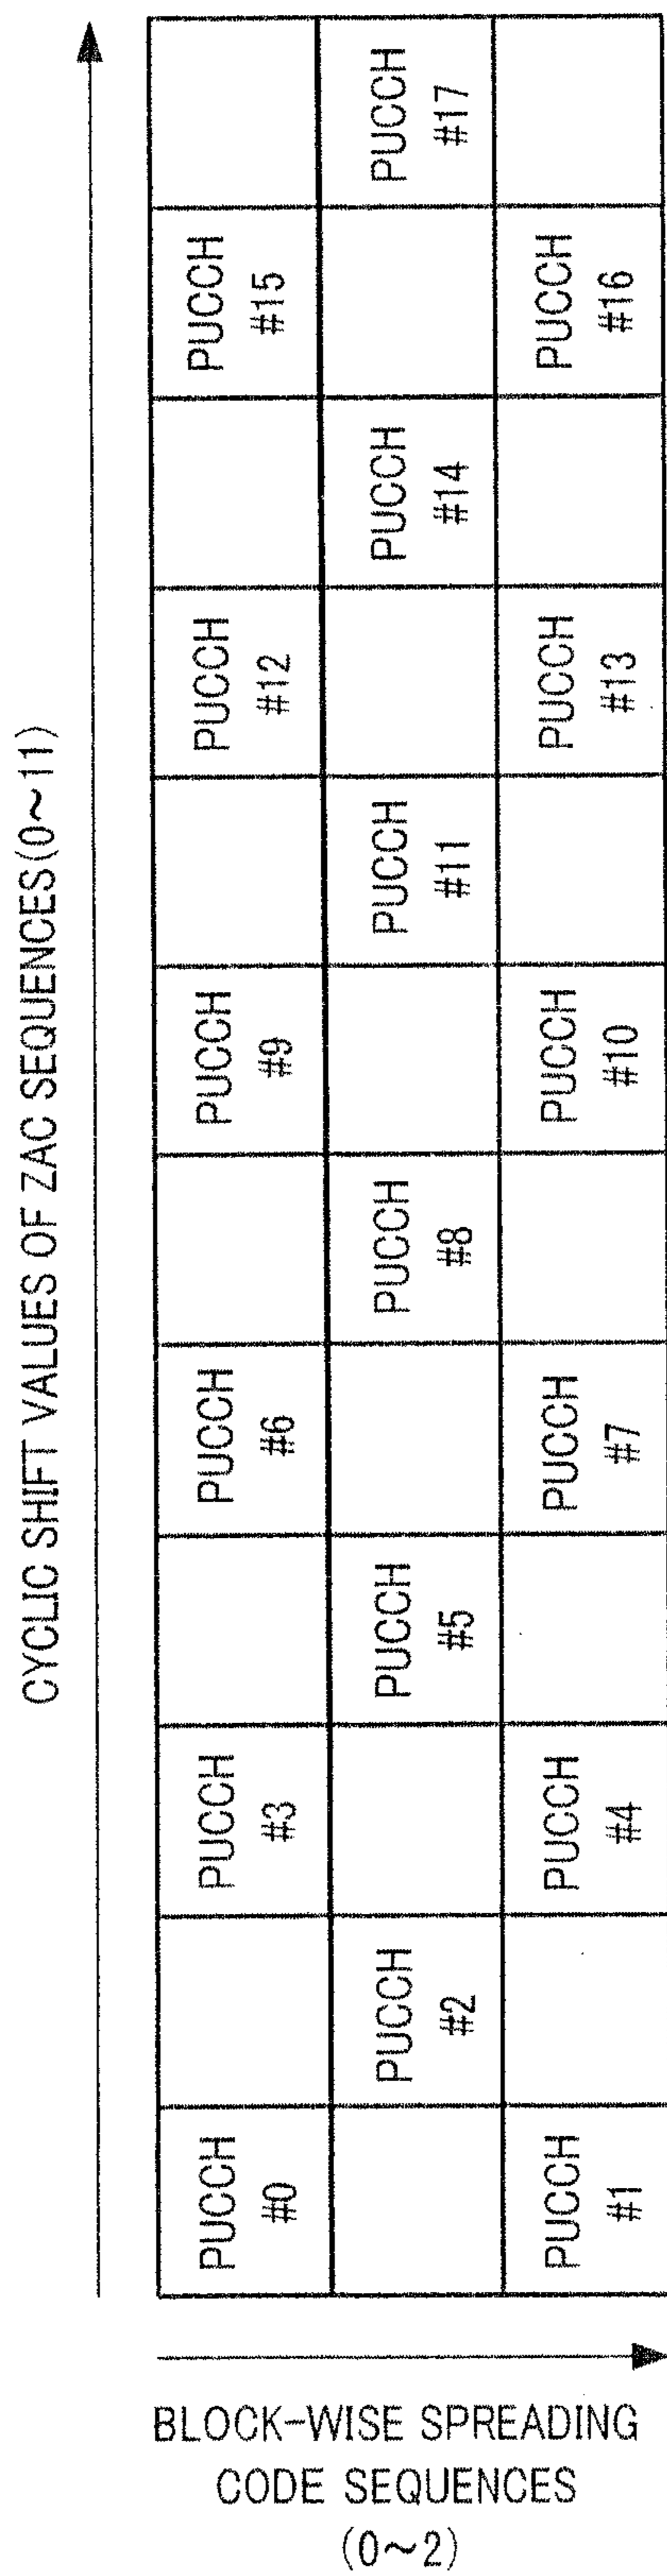 CYCLIC SHIFT VALUES OF ZAC SEQUENCES(0~11)
BLOCK-WISE SPREADING
CODE SEQUENCES
(0~2)
PUCCH
#0
PUCCH
#3
PUCCH
#6
PUCCH
#9
PUCCH
#12
PUCCH
#15
PUCCH
#2
PUCCH
#5
PUCCH
#8
PUCCH
#11
PUCCH
#14
PUCCH
#17
PUCCH
#1
PUCCH
#4
PUCCH
#7
PUCCH
#10
PUCCH
#13
PUCCH
#16